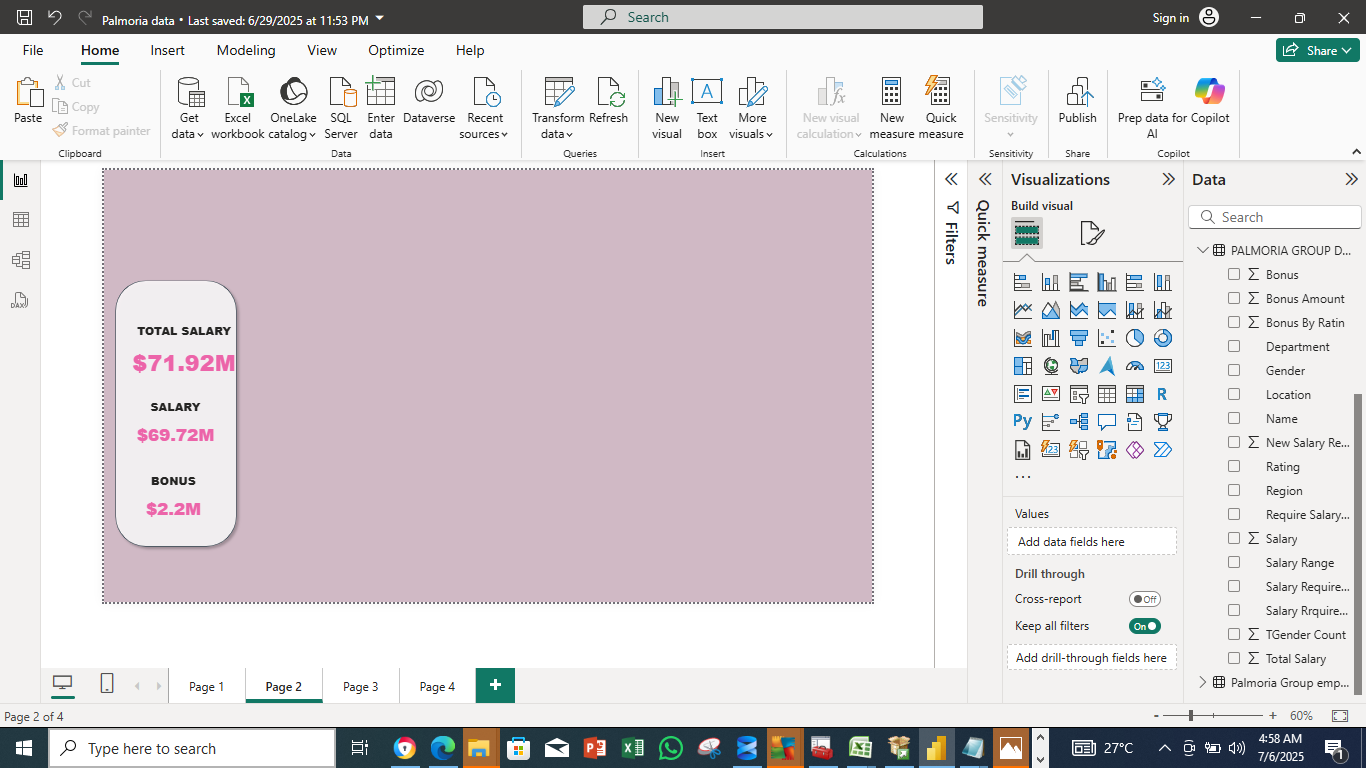 Palmoria data • Last saved: 6/29/2025 at 11:53 PM
Search
Sign in
File
Home
Insert
Modeling
View
Optimize
Help
Share
Paste
Cut
Copy
Format painter
Clipboard
Get data
Excel workbook
OneLake catalog
SQL Server
Enter data
Dataverse
Recent sources
Data
Transform data
Refresh
Queries
New visual
Text box
More visuals
Insert
New visual calculation
New measure
Quick measure
Calculations
Sensitivity
Sensitivity
Publish
Share
Prep data for AI
Copilot
Copilot
TOTAL SALARY
$71.92M
SALARY
$69.72M
BONUS
$2.2M
Filters
Quick measure
Visualizations
Build visual
Values
Add data fields here
Drill through
Cross-report
Off
Keep all filters
On
Add drill-through fields here
Data
Search
PALMORIA GROUP D...
Bonus
Bonus Amount
Bonus By Ratin
Department
Gender
Location
Name
New Salary Re...
Rating
Region
Require Salary...
Salary
Salary Range
Salary Require...
Salary Rrquire...
TGender Count
Total Salary
Palmoria Group emp...
Page 1
Page 2
Page 3
Page 4
Page 2 of 4
60%
Type here to search
27°C
4:58 AM
7/6/2025
1